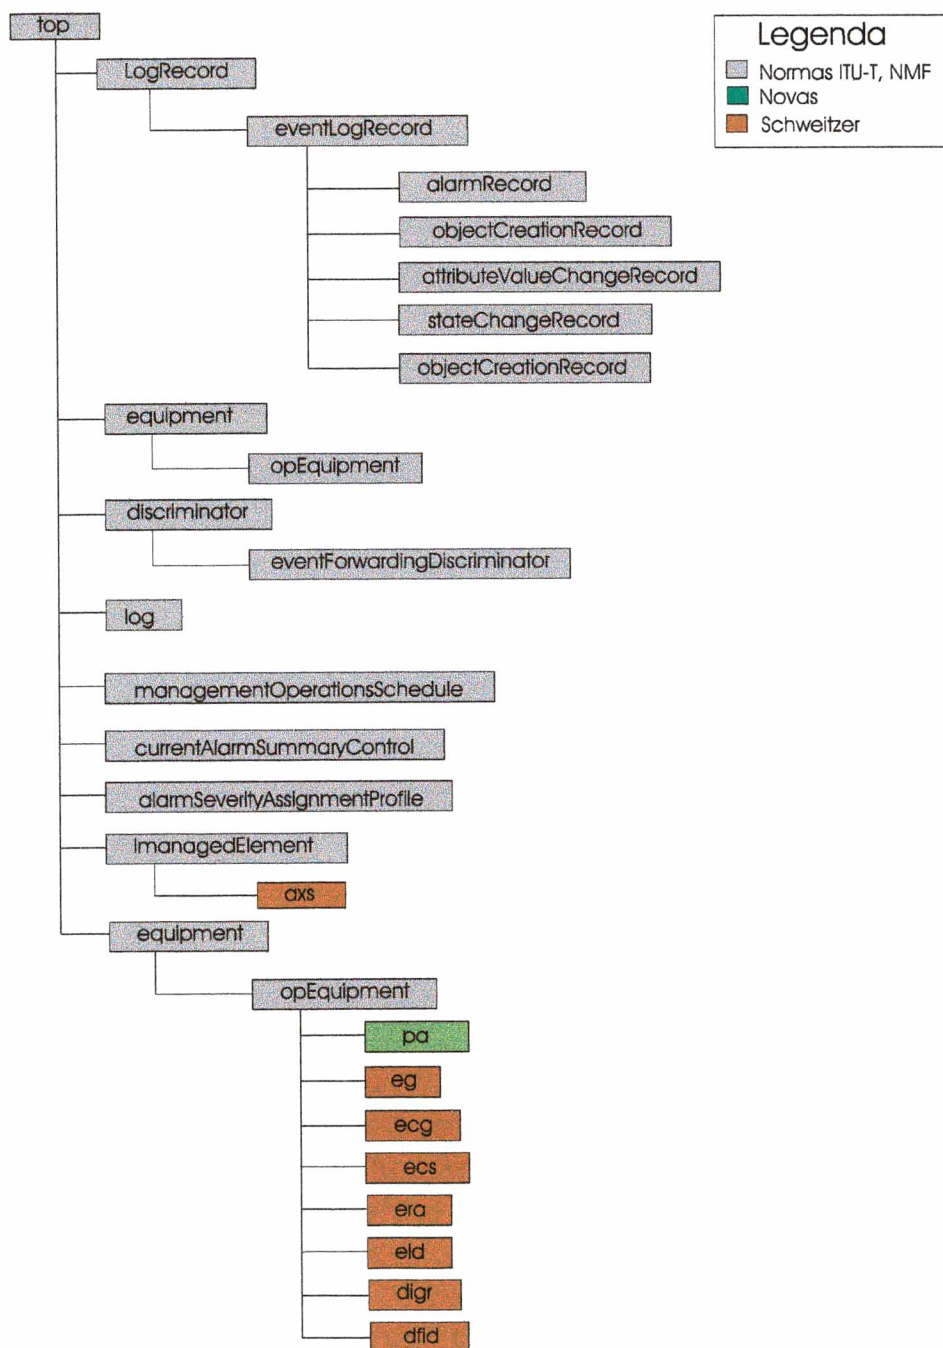 top
Legenda
Normas ITU-T, NMF
Novas
Schweitzer
LogRecord
eventLogRecord
alarmRecord
objectCreationRecord
attributeValueChangeRecord
stateChangeRecord
objectCreationRecord
equipment
opEquipment
discriminator
eventForwardingDiscriminator
log
managementOperationsSchedule
currentAlarmSummaryControl
alarmSeverityAssignmentProfile
lmanagedElement
axs
equipment
opEquipment
pa
eg
ecg
ecs
era
eld
digr
dfid